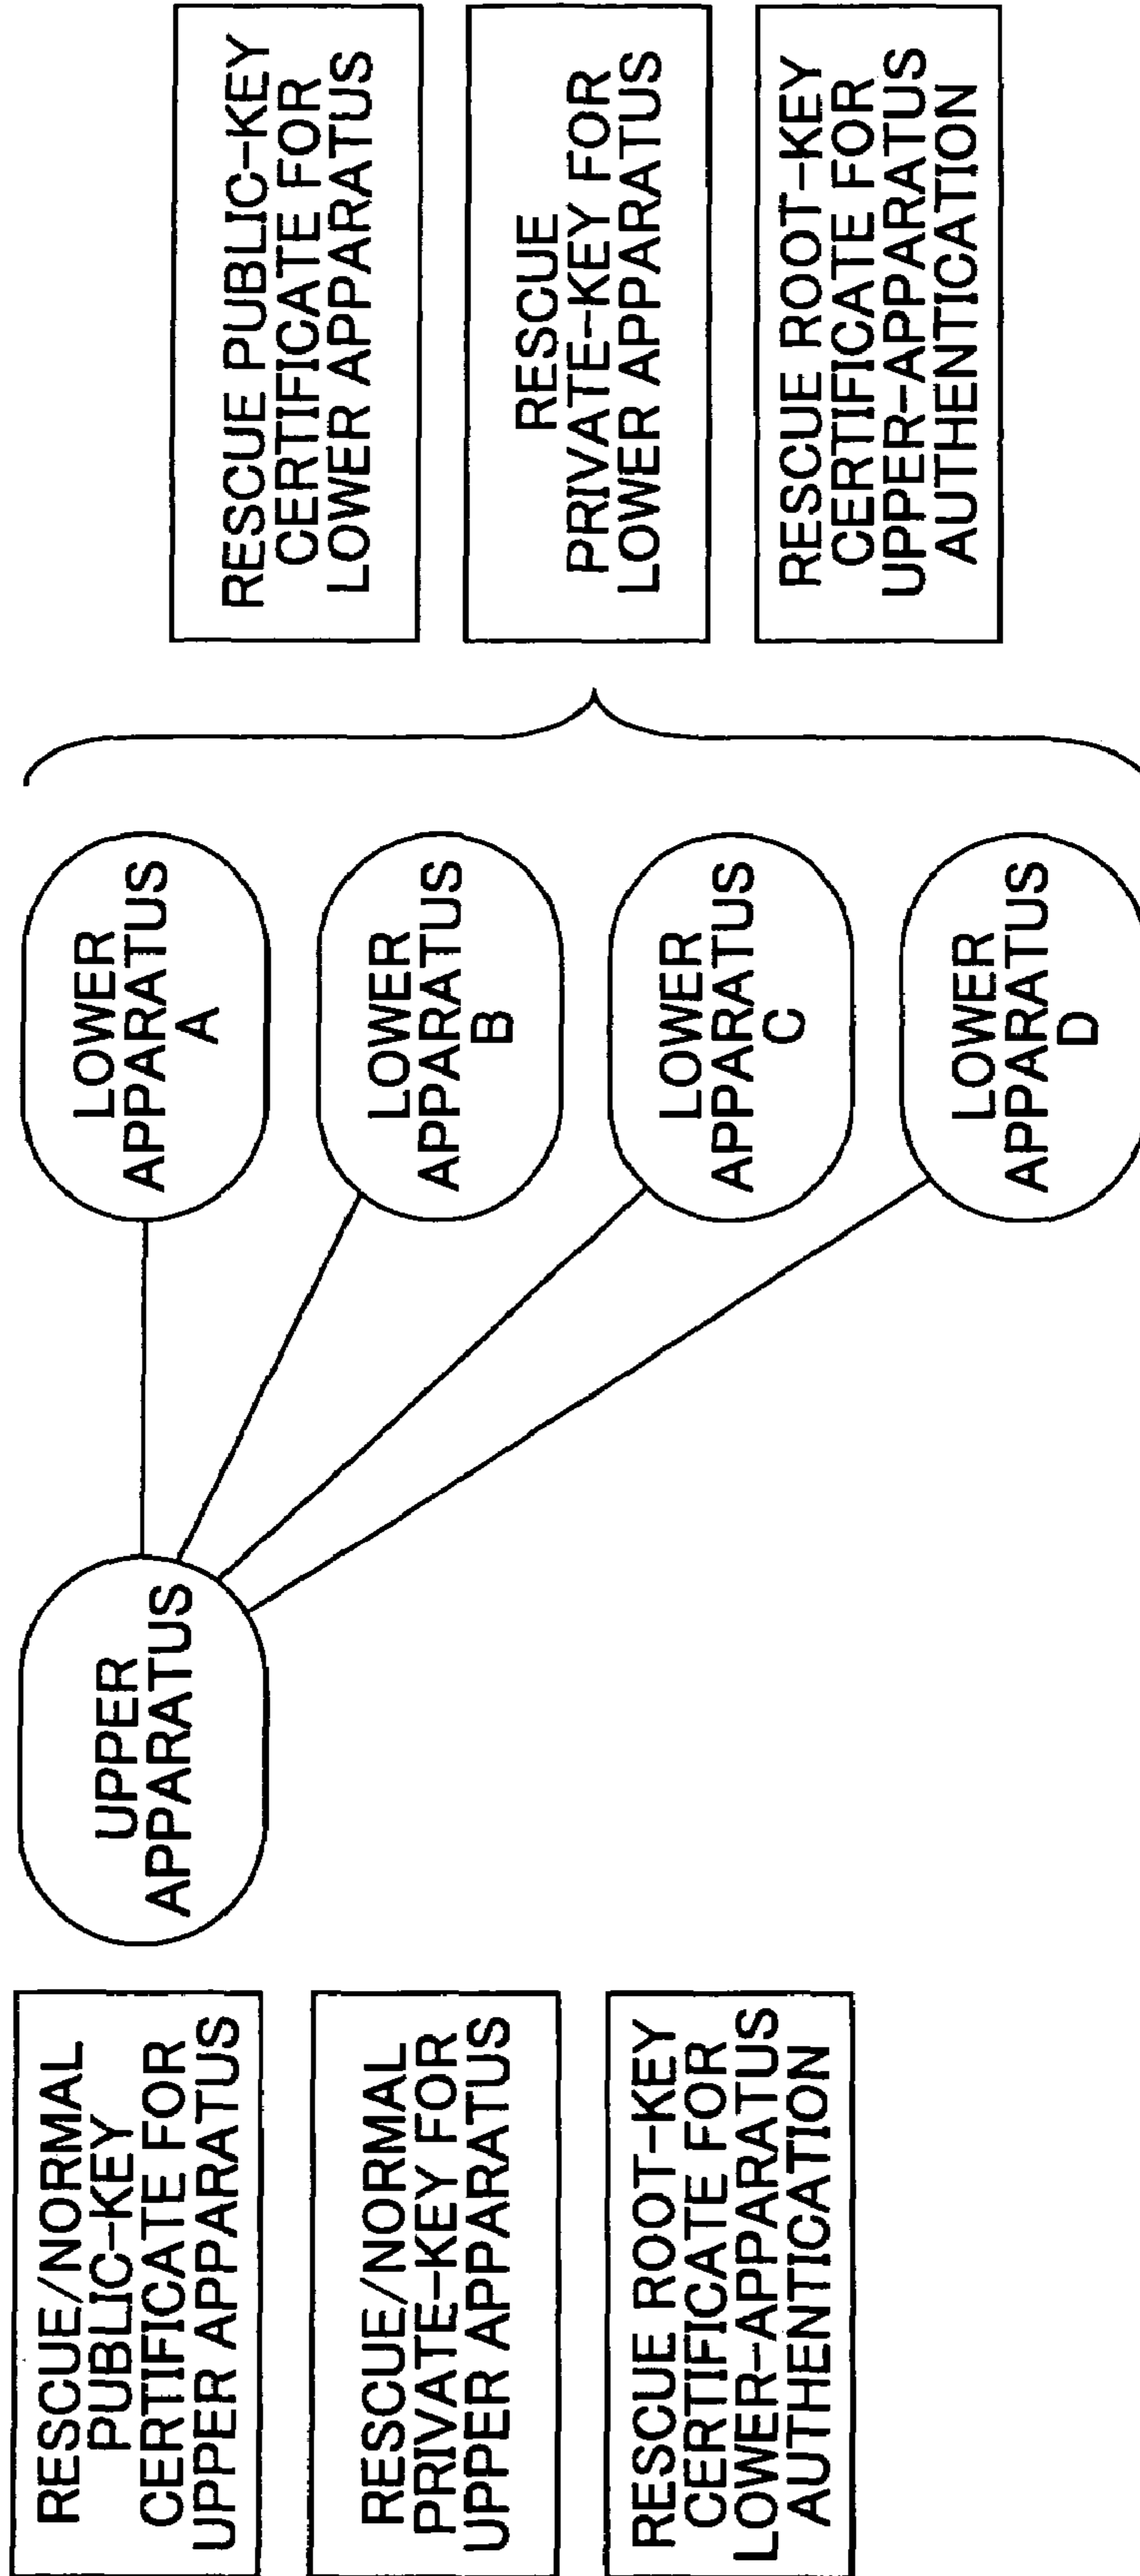 RESCUE/NORMAL
PUBLIC-KEY
CERTIFICATE FOR
UPPER APPARATUS
RESCUE/NORMAL
PRIVATE-KEY FOR
UPPER APPARATUS
RESCUE ROOT-KEY
CERTIFICATE FOR
LOWER-APPARATUS
AUTHENTICATION
UPPER
APPARATUS
LOWER
APPARATUS
A
LOWER
APPARATUS
B
LOWER
APPARATUS
C
LOWER
APPARATUS
D
RESCUE PUBLIC-KEY
CERTIFICATE FOR
LOWER APPARATUS
RESCUE
PRIVATE-KEY FOR
LOWER APPARATUS
RESCUE ROOT-KEY
CERTIFICATE FOR
UPPER-APPARATUS
AUTHENTICATION